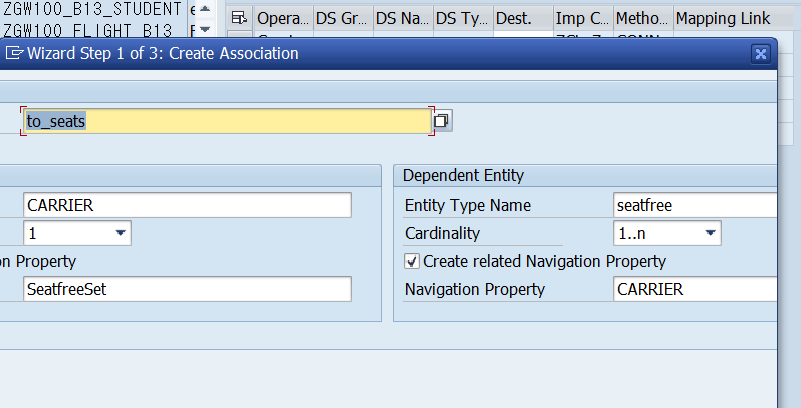 ZGW100_B13_STUDENT e
ZGW100_FLIGHT_B13
Opera... DS Gr... DS Na... DS Ty... Dest. Imp C... Metho... Mapping Link
Wizard Step 1 of 3: Create Association
to_seats
Dependent Entity
CARRIER
Entity Type Name seatfree
1
Cardinality 1..n
on Property
Create related Navigation Property
SeatfreeSet
Navigation Property CARRIER